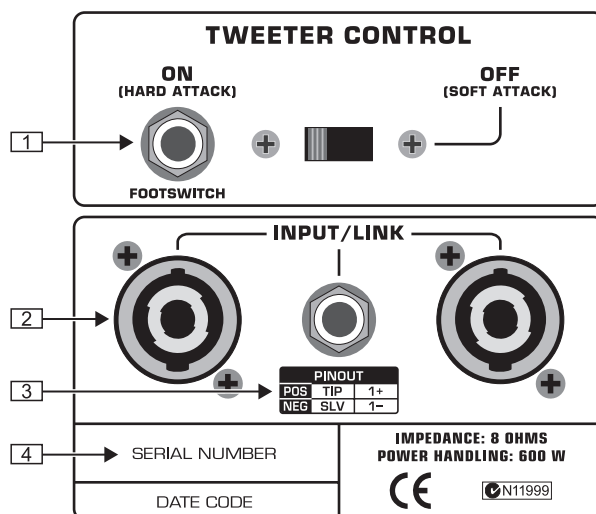 TWEETER CONTROL
ON
(HARD ATTACK)
OFF
(SOFT ATTACK)
1
FOOTSWITCH
INPUT/LINK
2
3
PINOUT
POS TIP 1+
NEG SLV 1–
4
SERIAL NUMBER
DATE CODE
IMPEDANCE: 8 OHMS
POWER HANDLING: 600 W
CE
N11999